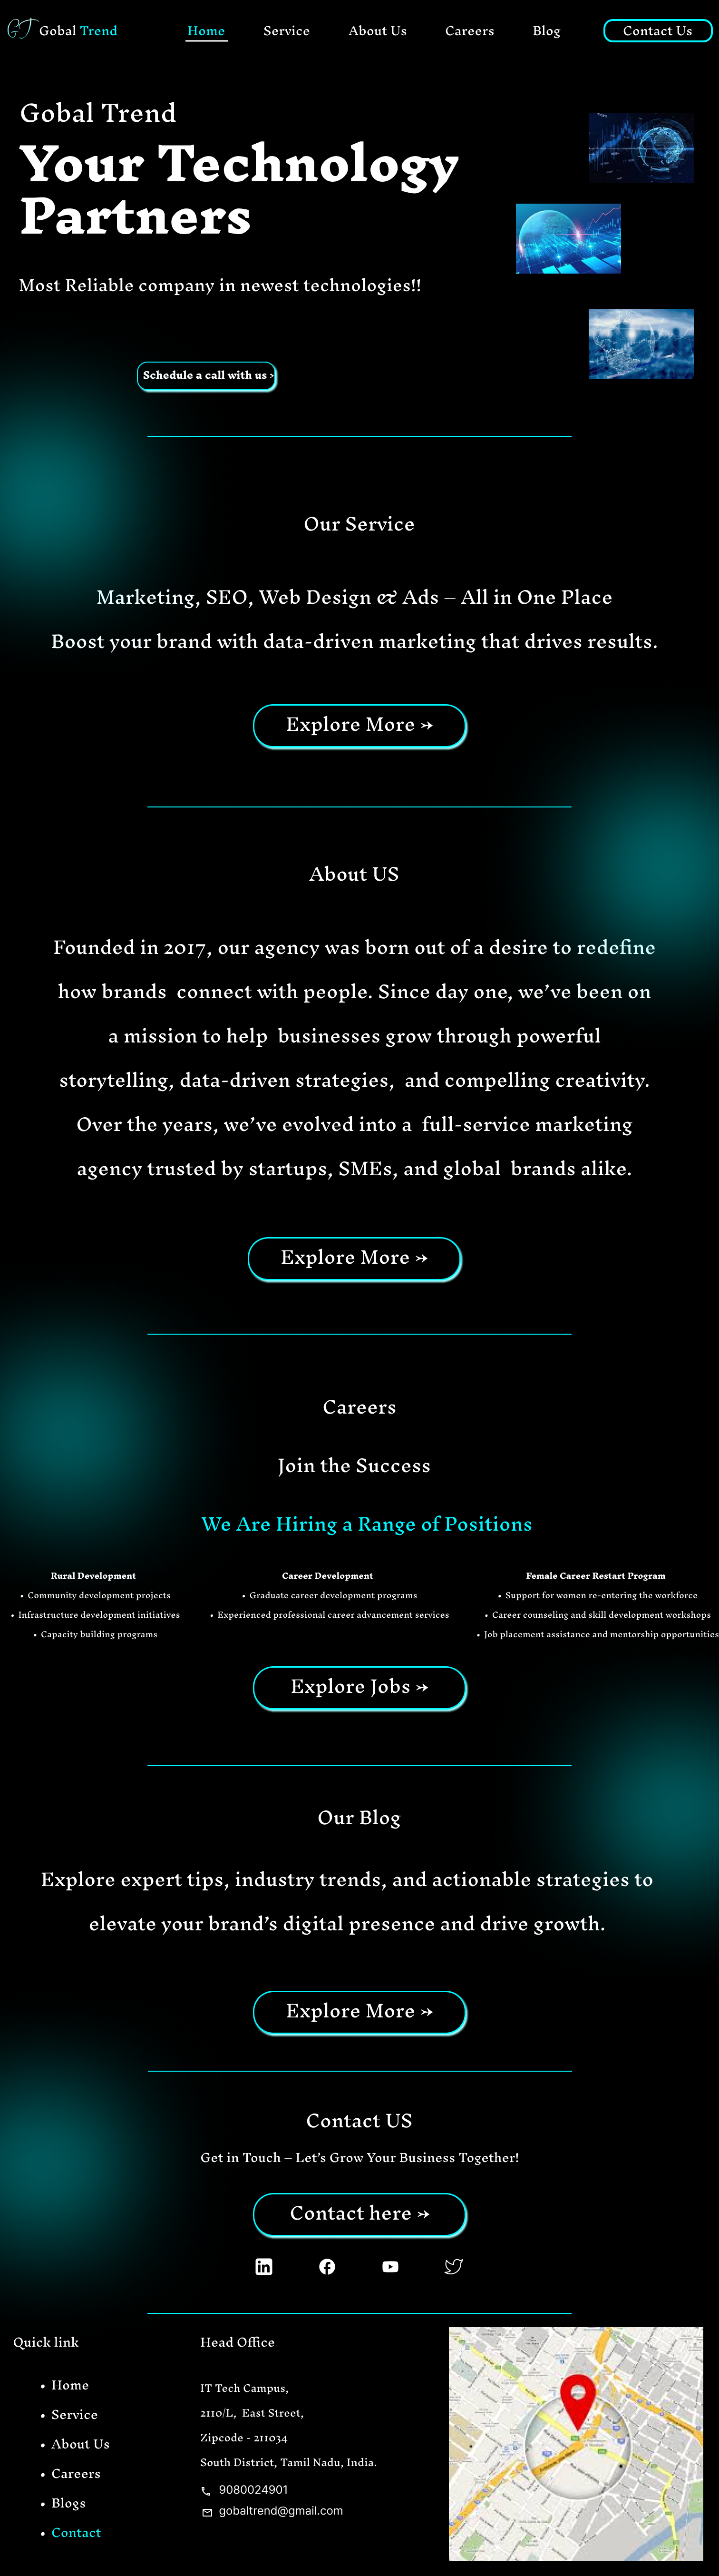 GT Gobal Trend
Home Service About Us Careers Blog Contact Us
Gobal Trend
Your Technology
Partners
Most Reliable company in newest technologies!!
Schedule a call with us >
Our Service
Marketing, SEO, Web Design & Ads – All in One Place
Boost your brand with data-driven marketing that drives results.
Explore More ➳
About US
Founded in 2017, our agency was born out of a desire to redefine
how brands connect with people. Since day one, we’ve been on
a mission to help businesses grow through powerful
storytelling, data-driven strategies, and compelling creativity.
Over the years, we’ve evolved into a full-service marketing
agency trusted by startups, SMEs, and global brands alike.
Explore More ➳
Careers
Join the Success
We Are Hiring a Range of Positions
Rural Development
• Community development projects
• Infrastructure development initiatives
• Capacity building programs
Career Development
• Graduate career development programs
• Experienced professional career advancement services
Female Career Restart Program
• Support for women re-entering the workforce
• Career counseling and skill development workshops
• Job placement assistance and mentorship opportunities
Explore Jobs ➳
Our Blog
Explore expert tips, industry trends, and actionable strategies to
elevate your brand’s digital presence and drive growth.
Explore More ➳
Contact US
Get in Touch – Let’s Grow Your Business Together!
Contact here ➳
in
Quick link
• Home
• Service
• About Us
• Careers
• Blogs
• Contact
Head Office
IT Tech Campus,
2110/L, East Street,
Zipcode - 211034
South District, Tamil Nadu, India.
9080024901
gobaltrend@gmail.com